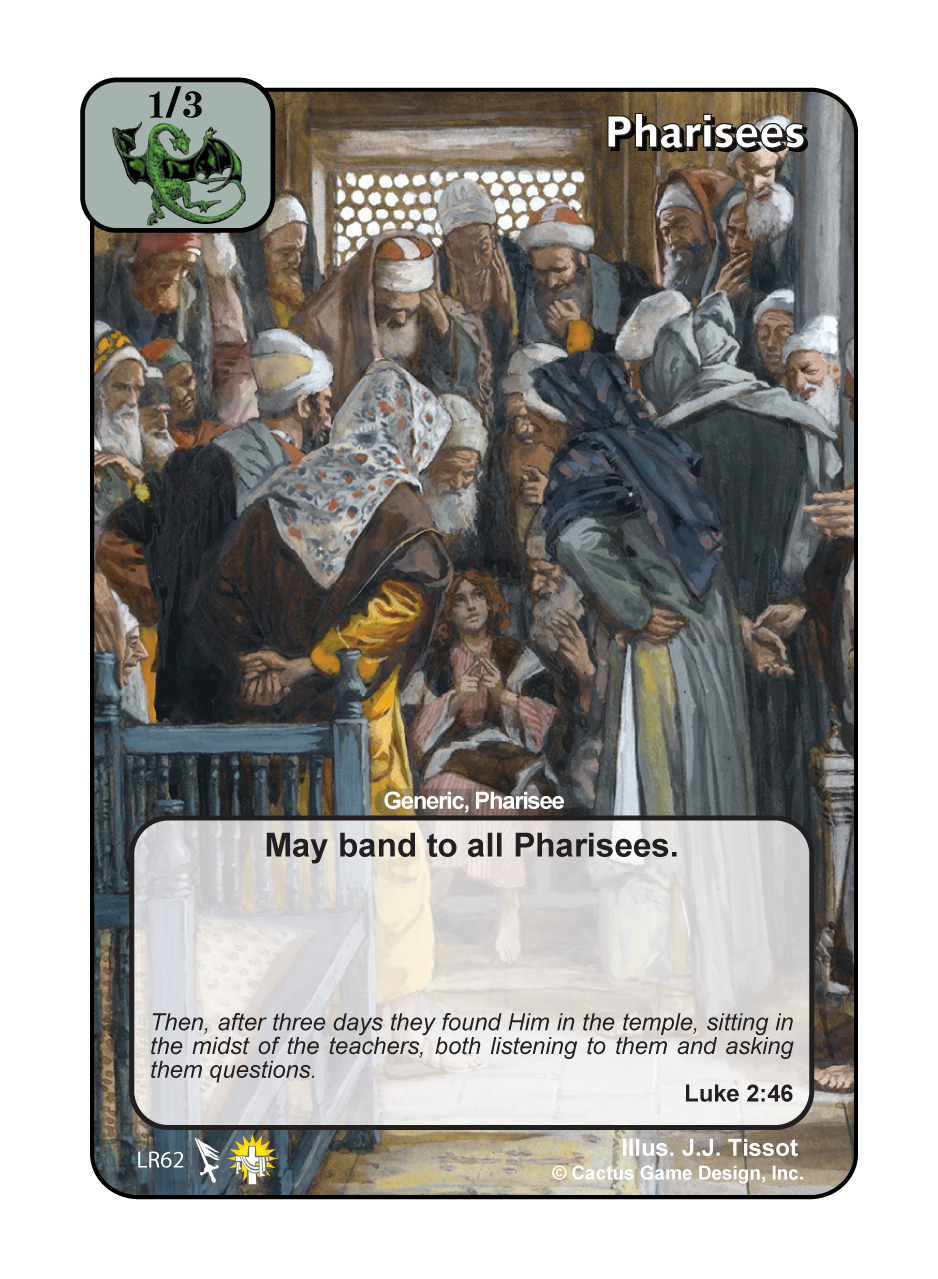 1/3
Pharisees
Generic, Pharisee
May band to all Pharisees.
Then, after three days they found Him in the temple, sitting in
the midst of the teachers, both listening to them and asking
them questions.
Luke 2:46
LR62
Illus. J.J. Tissot
© Cactus Game Design, Inc.